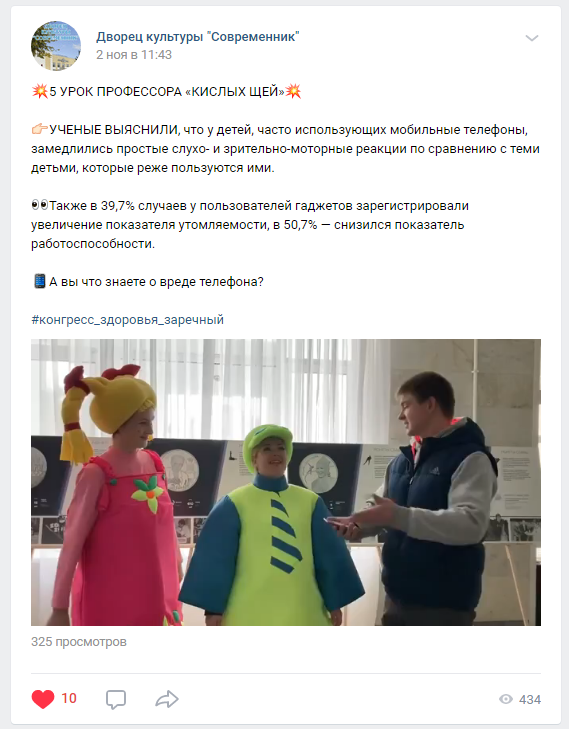 Дворец культуры "Современник"
2 ноя в 11:43
💥5 УРОК ПРОФЕССОРА «КИСЛЫХ ЩЕЙ»💥
👉🏻УЧЕНЫЕ ВЫЯСНИЛИ, что у детей, часто использующих мобильные телефоны,
замедлились простые слухо- и зрительно-моторные реакции по сравнению с теми
детьми, которые реже пользуются ими.
👀Также в 39,7% случаев у пользователей гаджетов зарегистрировали
увеличение показателя утомляемости, в 50,7% — снизился показатель
работоспособности.
📱А вы что знаете о вреде телефона?
#конгресс_здоровья_заречный
325 просмотров
10
434